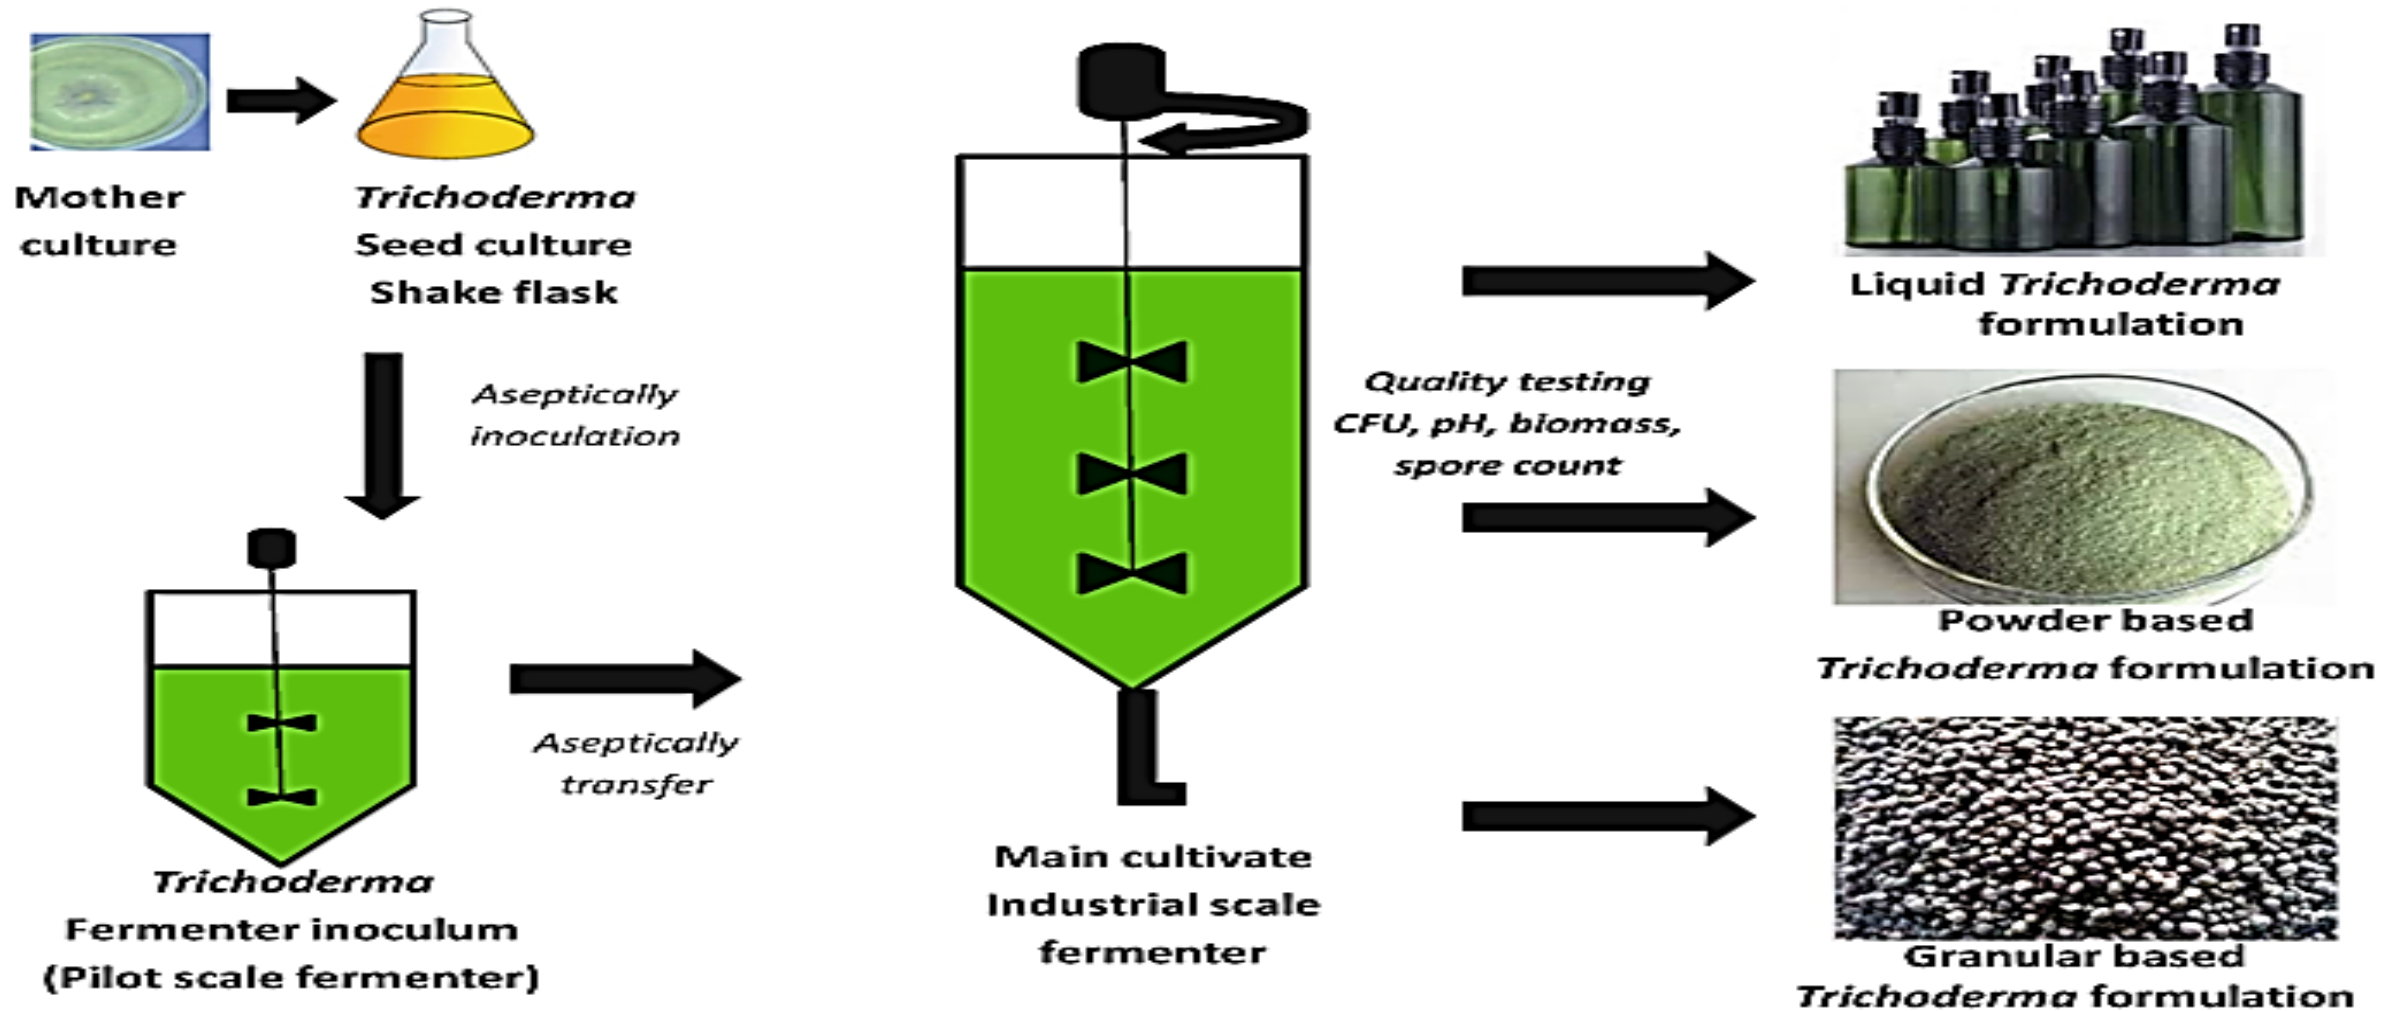 Mother
culture
Trichoderma
Seed culture
Shake flask
Aseptically
inoculation
Trichoderma
Fermenter inoculum
(Pilot scale fermenter)
Aseptically
transfer
Main cultivate
Industrial scale
fermenter
Quality testing
CFU, pH, biomass,
spore count
Liquid Trichoderma
formulation
Powder based
Trichoderma formulation
Granular based
Trichoderma formulation